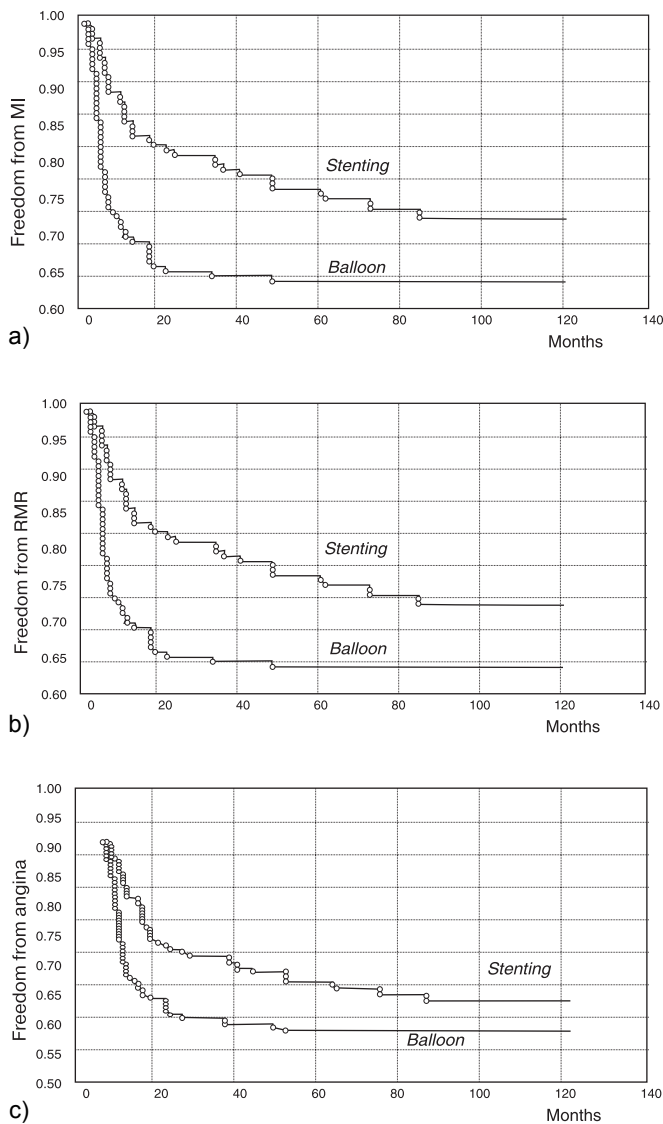 1.00
0.95
0.90
0.85
0.80
0.75
0.70
0.65
0.60
Freedom from MI
Stenting
Balloon
0 20 40 60 80 100 120 140
Months
a)
1.00
0.95
0.90
0.85
0.80
0.75
0.70
0.65
0.60
Freedom from RMR
Stenting
Balloon
0 20 40 60 80 100 120 140
Months
b)
1.00
0.95
0.90
0.85
0.80
0.75
0.70
0.65
0.60
0.55
0.50
Freedom from angina
Stenting
Balloon
0 20 40 60 80 100 120 140
Months
c)